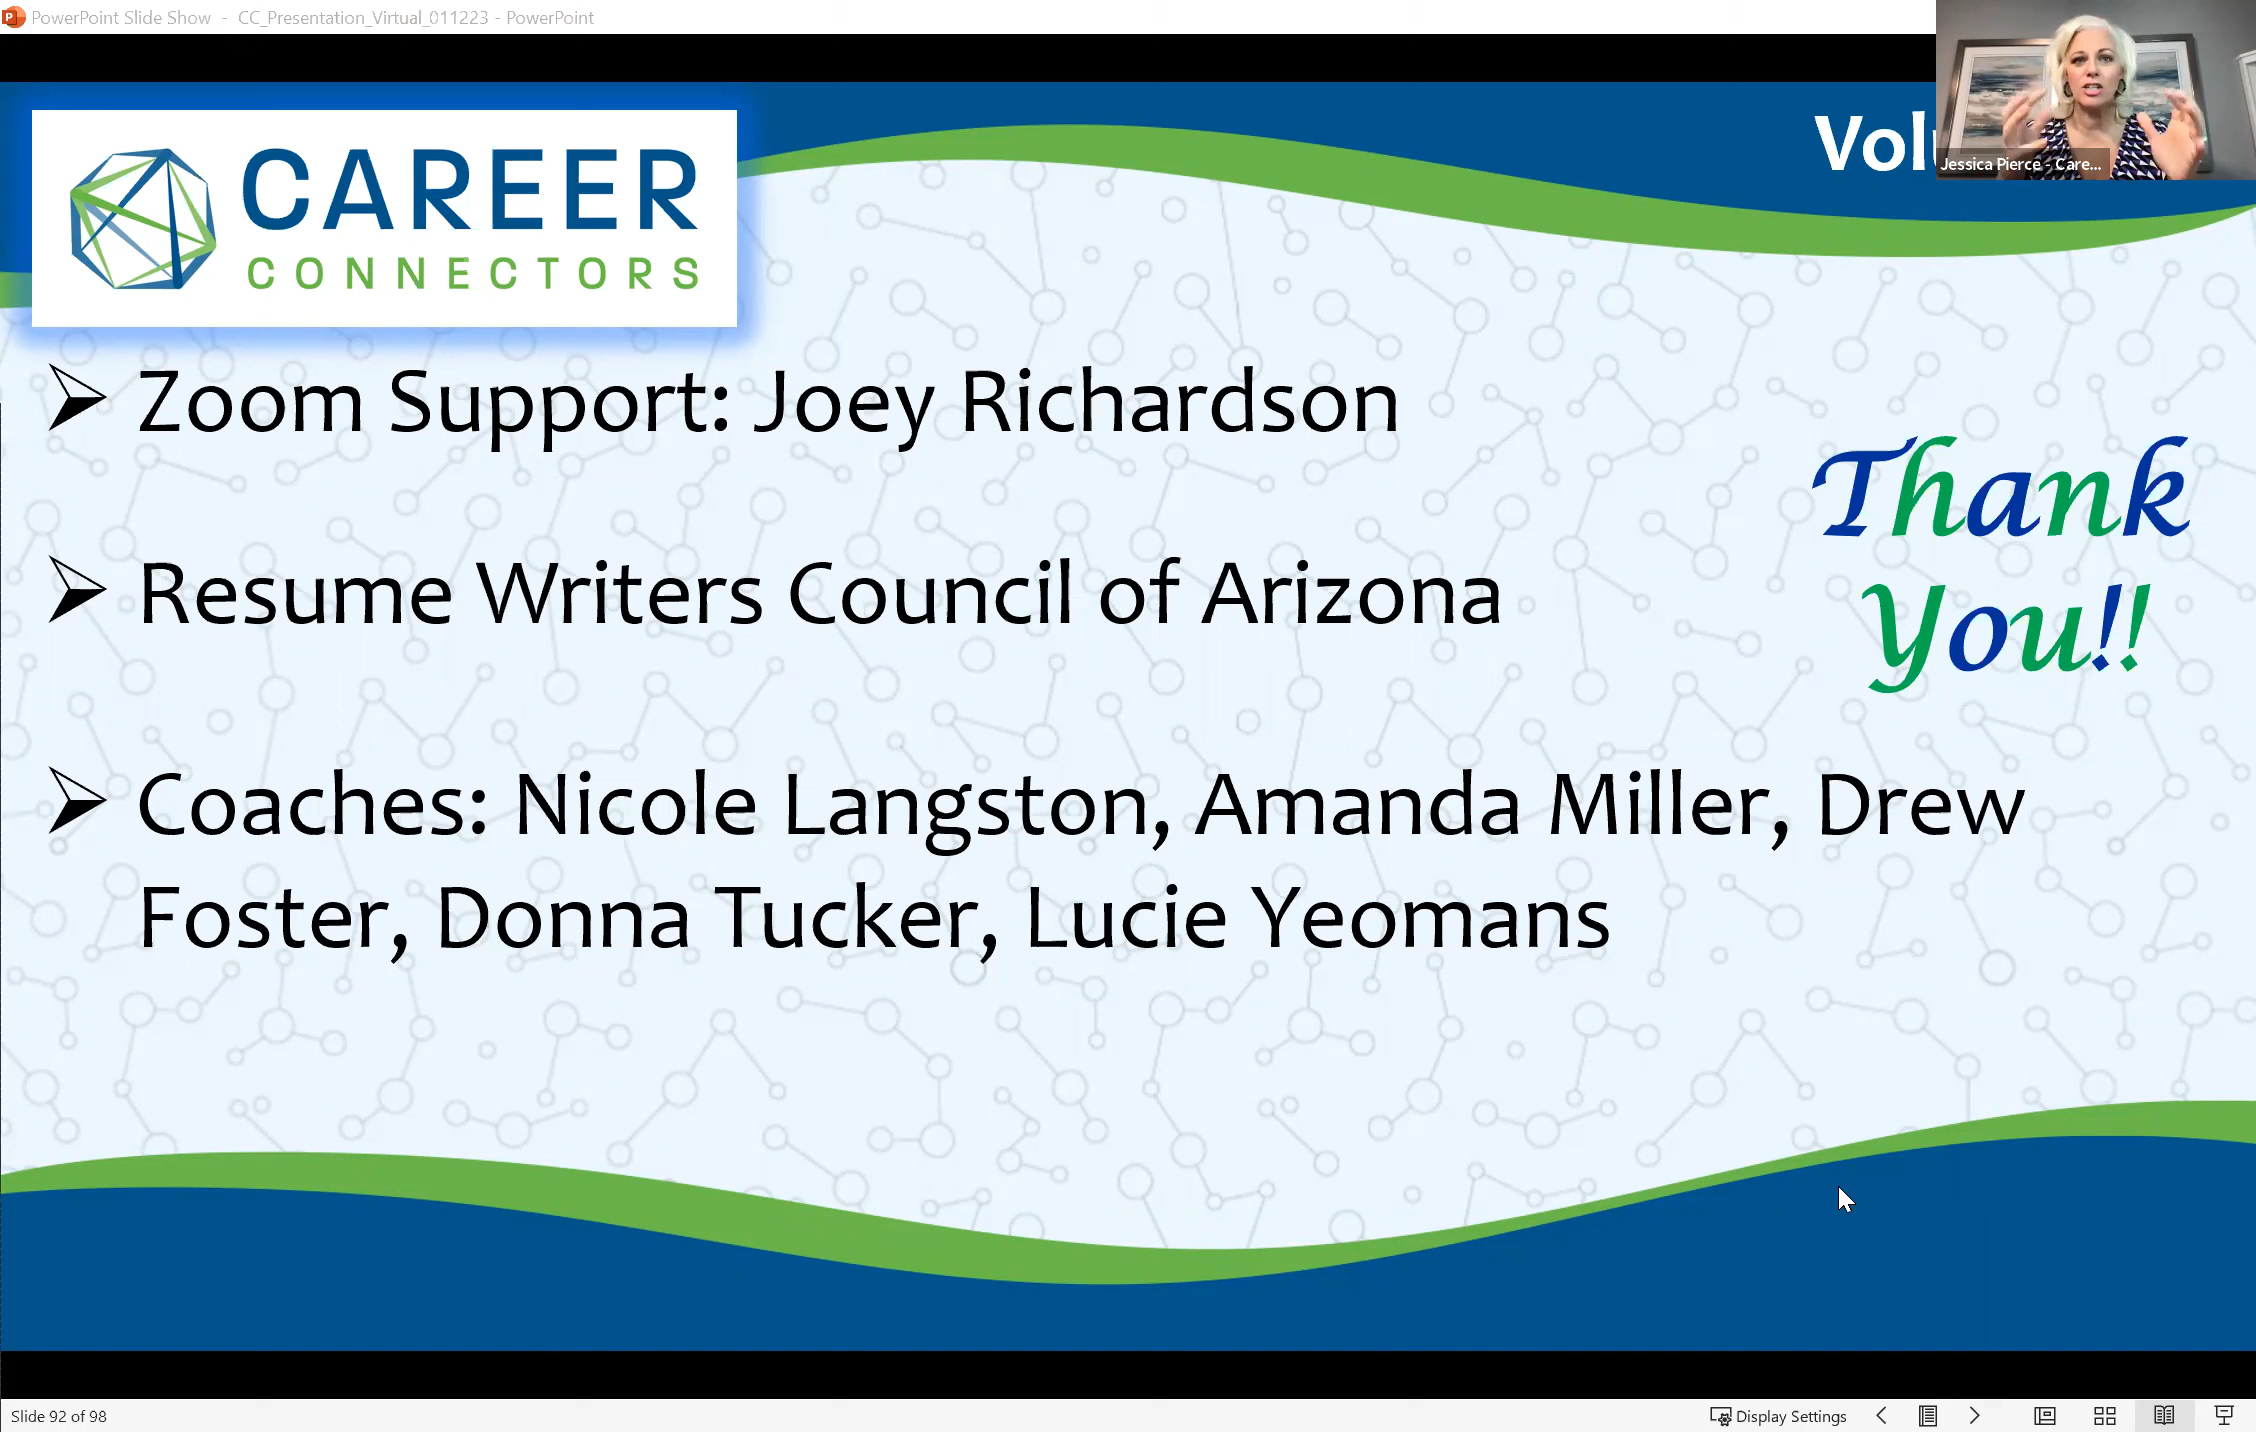 PowerPoint Slide Show - CC_Presentation_Virtual_011223 - PowerPoint
Jessica Pierce - Care...
CAREER
CONNECTORS
Zoom Support: Joey Richardson
Resume Writers Council of Arizona
Thank
You!!
Coaches: Nicole Langston, Amanda Miller, Drew
Foster, Donna Tucker, Lucie Yeomans
Slide 92 of 98
Display Settings